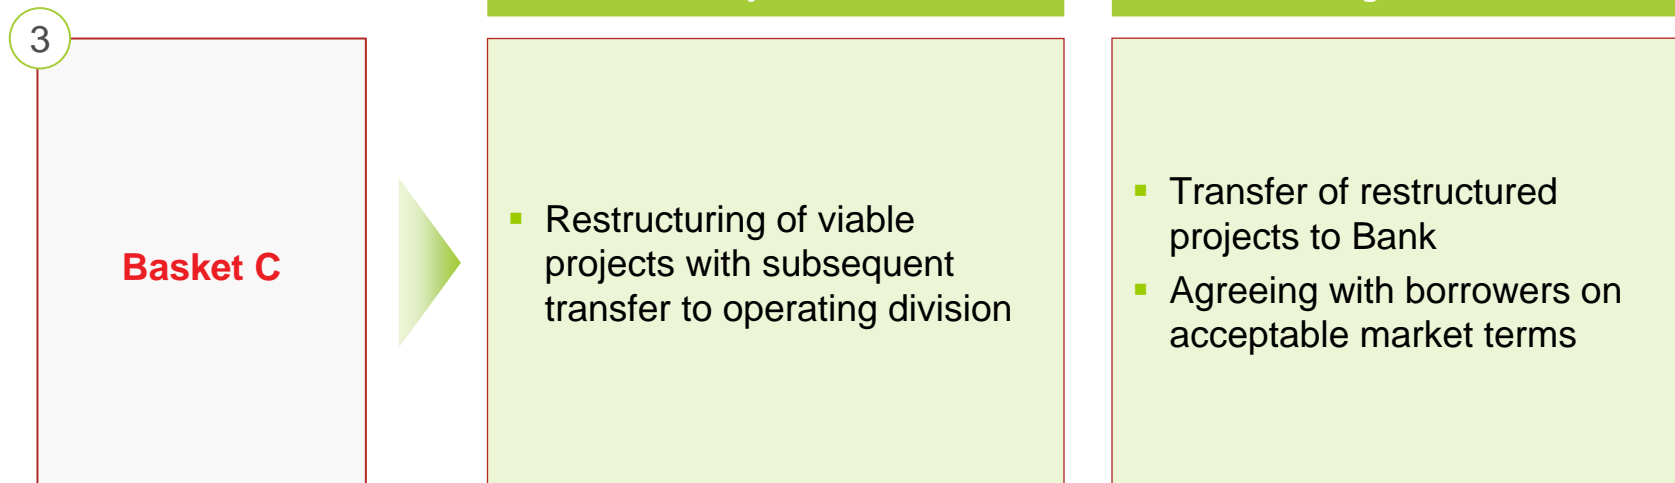 3
Basket C
▪ Restructuring of viable
projects with subsequent
transfer to operating division
▪ Transfer of restructured
projects to Bank
▪ Agreeing with borrowers on
acceptable market terms